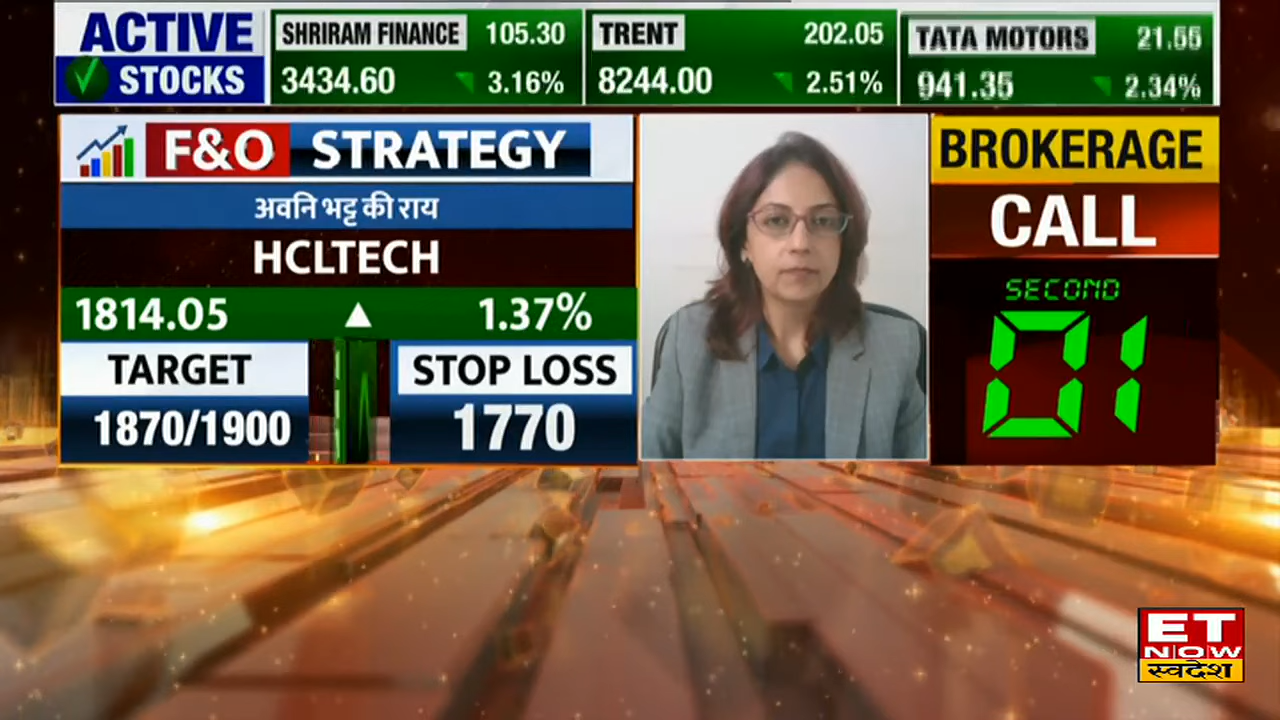 ACTIVE
STOCKS
SHRIRAM FINANCE 105.30
3434.60 3.16%
TRENT 202.05
8244.00 2.51%
TATA MOTORS 21.55
941.35 2.34%
F&O STRATEGY
अवनि भट्ट की राय
HCLTECH
1814.05 1.37%
TARGET
1870/1900
STOP LOSS
1770
BROKERAGE
CALL
SECOND
01
ET
NOW
स्वदेश